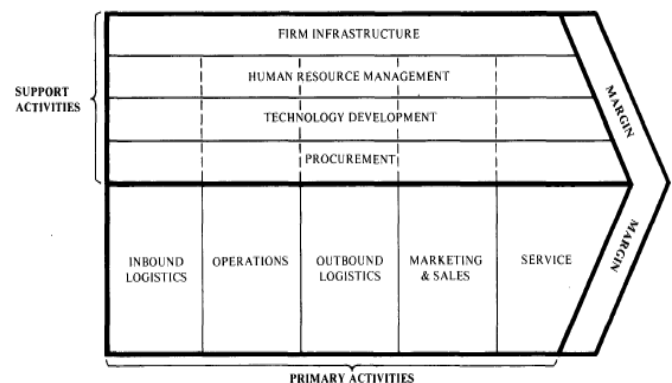 FIRM INFRASTRUCTURE
SUPPORT
ACTIVITIES
HUMAN RESOURCE MANAGEMENT
TECHNOLOGY DEVELOPMENT
PROCUREMENT
MARGIN
MARGIN
INBOUND
LOGISTICS
OPERATIONS
OUTBOUND
LOGISTICS
MARKETING
& SALES
SERVICE
PRIMARY ACTIVITIES